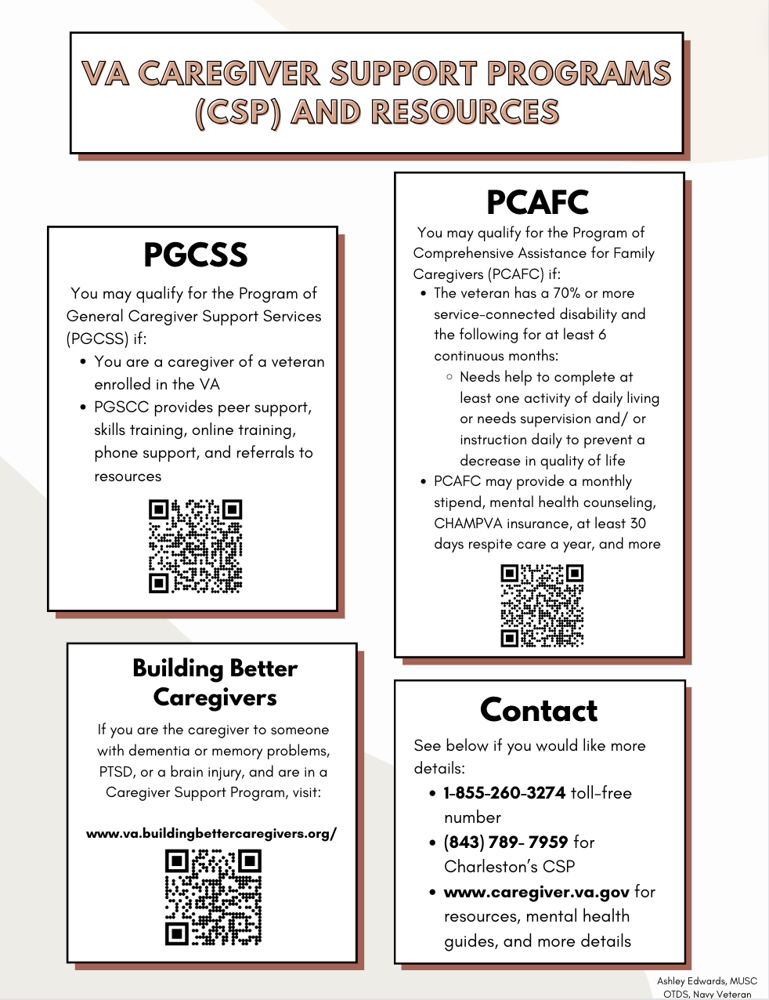 VA CAREGIVER SUPPORT PROGRAMS
(CSP) AND RESOURCES
PGCSS
You may qualify for the Program of
General Caregiver Support Services
(PGCSS) if:
• You are a caregiver of a veteran
enrolled in the VA
• PGSCC provides peer support,
skills training, online training,
phone support, and referrals to
resources
PCAFC
You may qualify for the Program of
Comprehensive Assistance for Family
Caregivers (PCAFC) if:
• The veteran has a 70% or more
service-connected disability and
the following for at least 6
continuous months:
◦ Needs help to complete at
least one activity of daily living
or needs supervision and/ or
instruction daily to prevent a
decrease in quality of life
• PCAFC may provide a monthly
stipend, mental health counseling,
CHAMPVA insurance, at least 30
days respite care a year, and more
Building Better
Caregivers
If you are the caregiver to someone
with dementia or memory problems,
PTSD, or a brain injury, and are in a
Caregiver Support Program, visit:
www.va.buildingbettercaregivers.org/
Contact
See below if you would like more
details:
• 1-855-260-3274 toll-free
number
• (843) 789- 7959 for
Charleston's CSP
• www.caregiver.va.gov for
resources, mental health
guides, and more details
Ashley Edwards, MUSC
OTDS, Navy Veteran